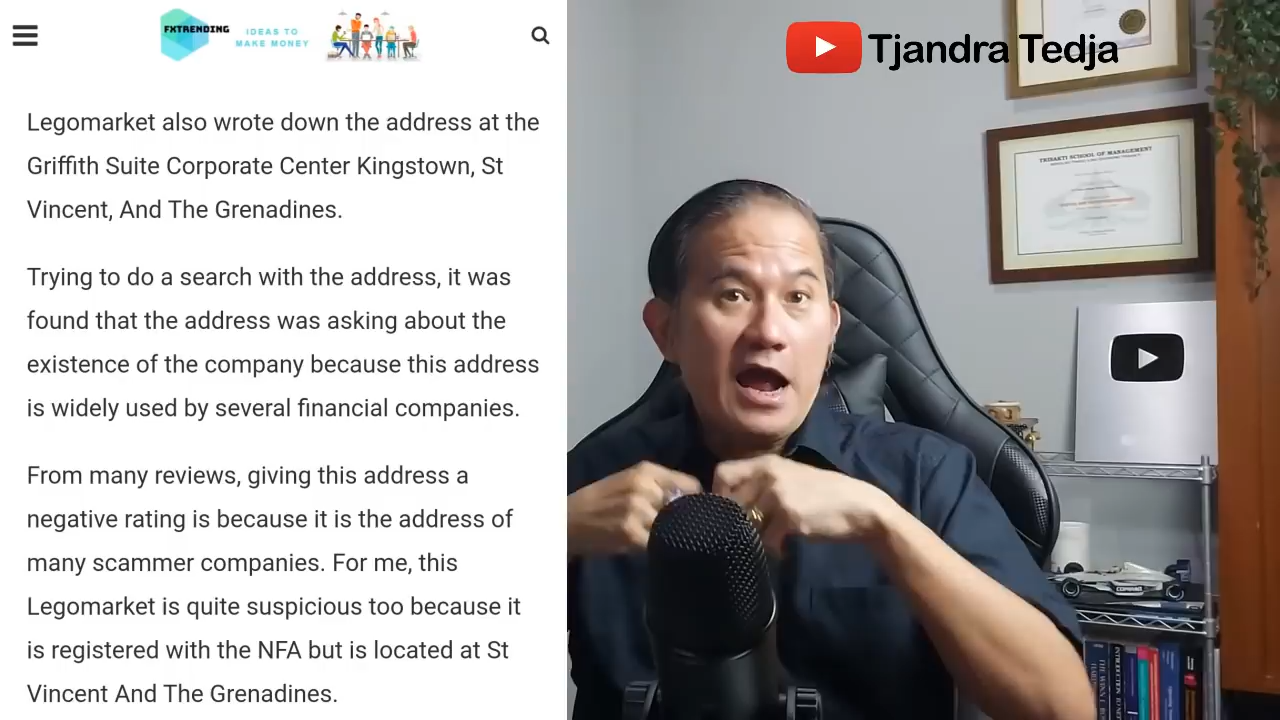 FXTRENDING
IDEAS TO
MAKE MONEY
Legomarket also wrote down the address at the
Griffith Suite Corporate Center Kingstown, St
Vincent, And The Grenadines.
Trying to do a search with the address, it was
found that the address was asking about the
existence of the company because this address
is widely used by several financial companies.
From many reviews, giving this address a
negative rating is because it is the address of
many scammer companies. For me, this
Legomarket is quite suspicious too because it
is registered with the NFA but is located at St
Vincent And The Grenadines.
Tjandra Tedja
TRISAKTI SCHOOL OF MANAGEMENT